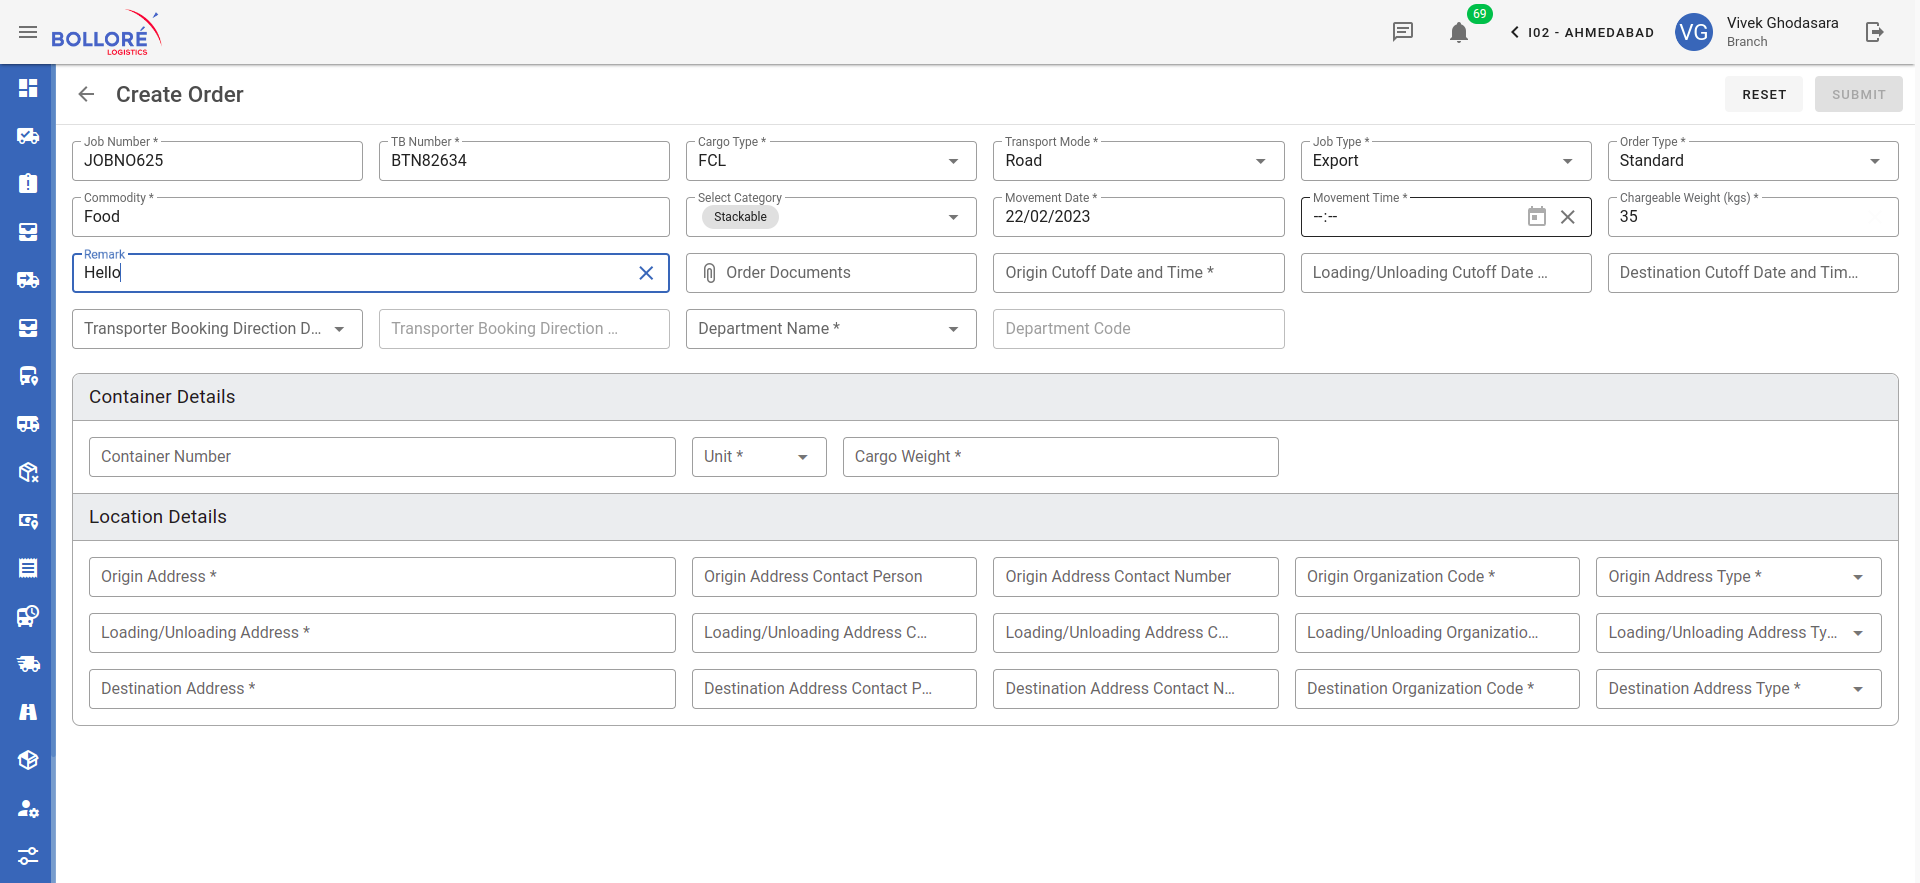 BOLLORÉ
LOGISTICS
69
I02 - AHMEDABAD
VG
Vivek Ghodasara
Branch
Create Order
RESET
SUBMIT
Job Number *
JOBNO625
TB Number *
BTN82634
Cargo Type *
FCL
Transport Mode *
Road
Job Type *
Export
Order Type *
Standard
Commodity *
Food
Select Category
Stackable
Movement Date *
22/02/2023
Movement Time *
--:--
Chargeable Weight (kgs) *
35
Remark
Hello
Order Documents
Origin Cutoff Date and Time *
Loading/Unloading Cutoff Date ...
Destination Cutoff Date and Tim...
Transporter Booking Direction D...
Transporter Booking Direction ...
Department Name *
Department Code
Container Details
Container Number
Unit *
Cargo Weight *
Location Details
Origin Address *
Origin Address Contact Person
Origin Address Contact Number
Origin Organization Code *
Origin Address Type *
Loading/Unloading Address *
Loading/Unloading Address C...
Loading/Unloading Address C...
Loading/Unloading Organizatio...
Loading/Unloading Address Ty...
Destination Address *
Destination Address Contact P...
Destination Address Contact N...
Destination Organization Code *
Destination Address Type *